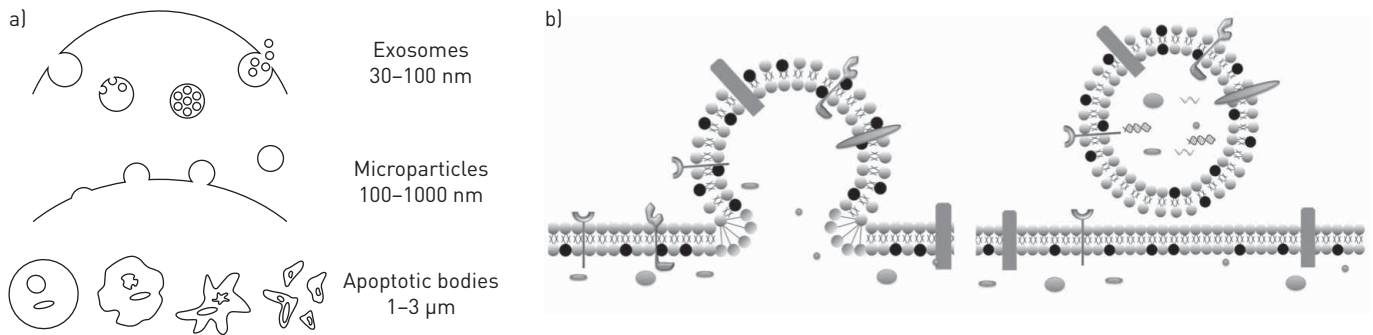 a)
Exosomes
30–100 nm
Microparticles
100–1000 nm
Apoptotic bodies
1–3 μm
b)